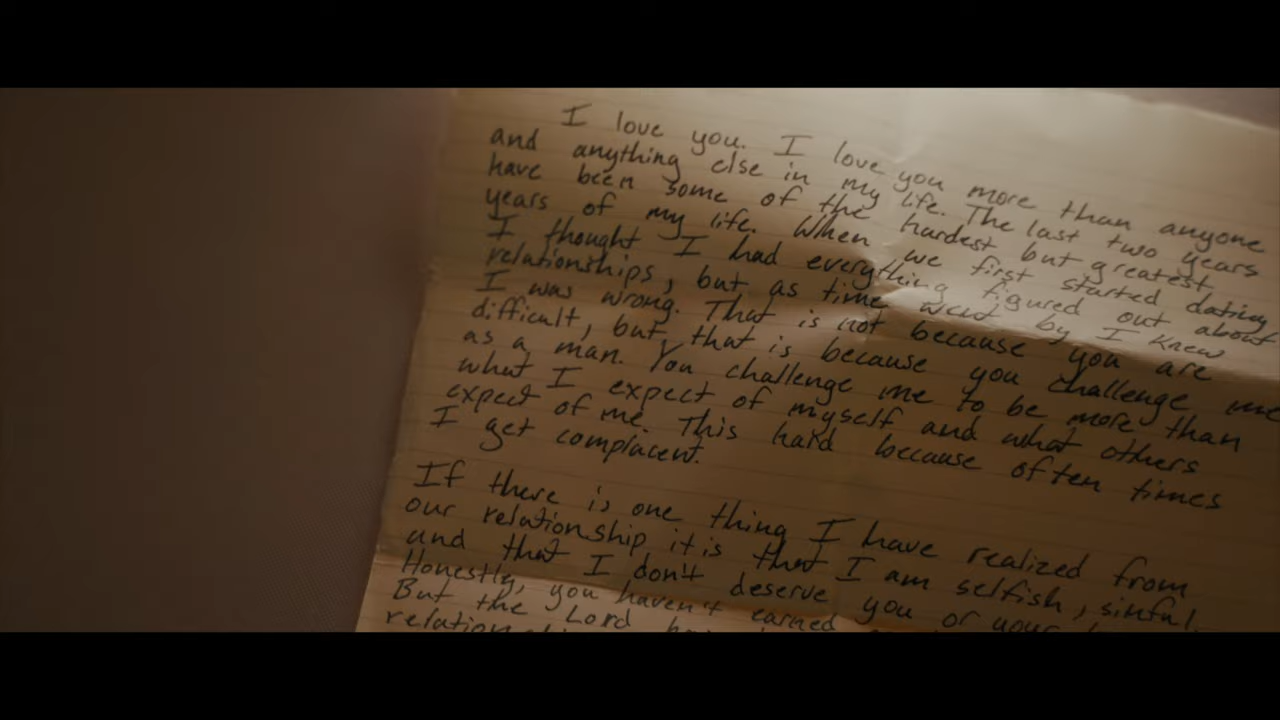 I love you. I love you more than anyone
and anything else in my life. The last two years
have been some of the hardest but greatest
years of my life. When we first started dating
I thought I had everything figured out about
relationships, but as time went by I knew
I was wrong. That is not because you are
difficult, but, that is because you challenge me
as a man. You challenge me to be more than
what I expect of myself and what others
expect of me. This hard because often times
I get complacent.
If there is one thing I have realized from
our relationship it is that I am selfish, sinful,
and that I don't deserve you or your
Honestly, you haven't earned
But the Lord